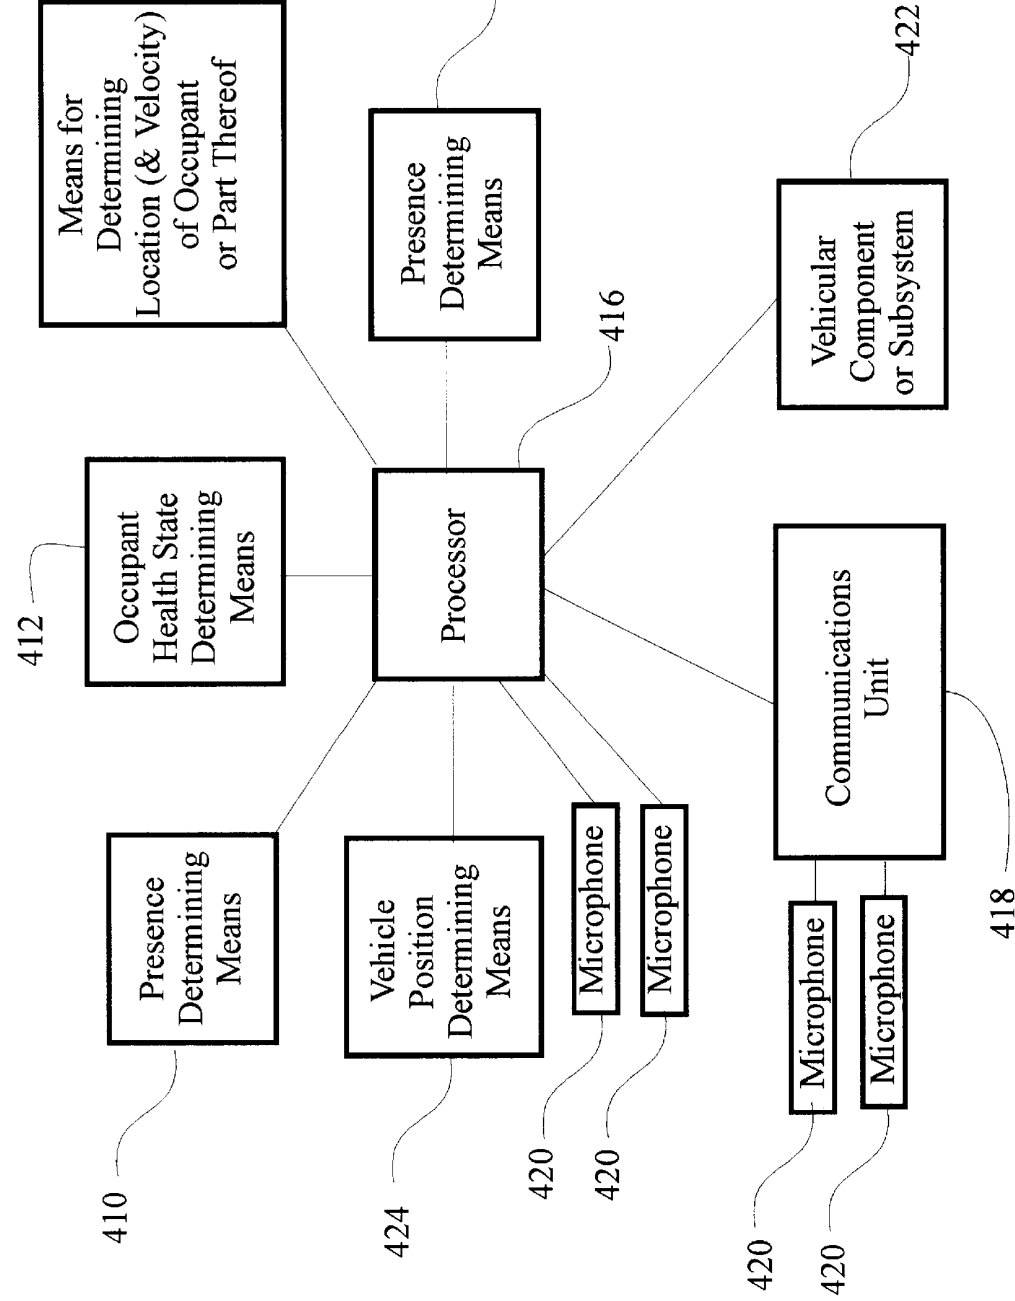 410
Presence
Determining
Means
412
Occupant
Health State
Determining
Means
Means for
Determining
Location (& Velocity)
of Occupant
or Part Thereof
424
Vehicle
Position
Determining
Means
Processor
416
Presence
Determining
Means
420
Microphone
420
Microphone
420
Microphone
420
Microphone
Communications
Unit
418
Vehicular
Component
or Subsystem
422